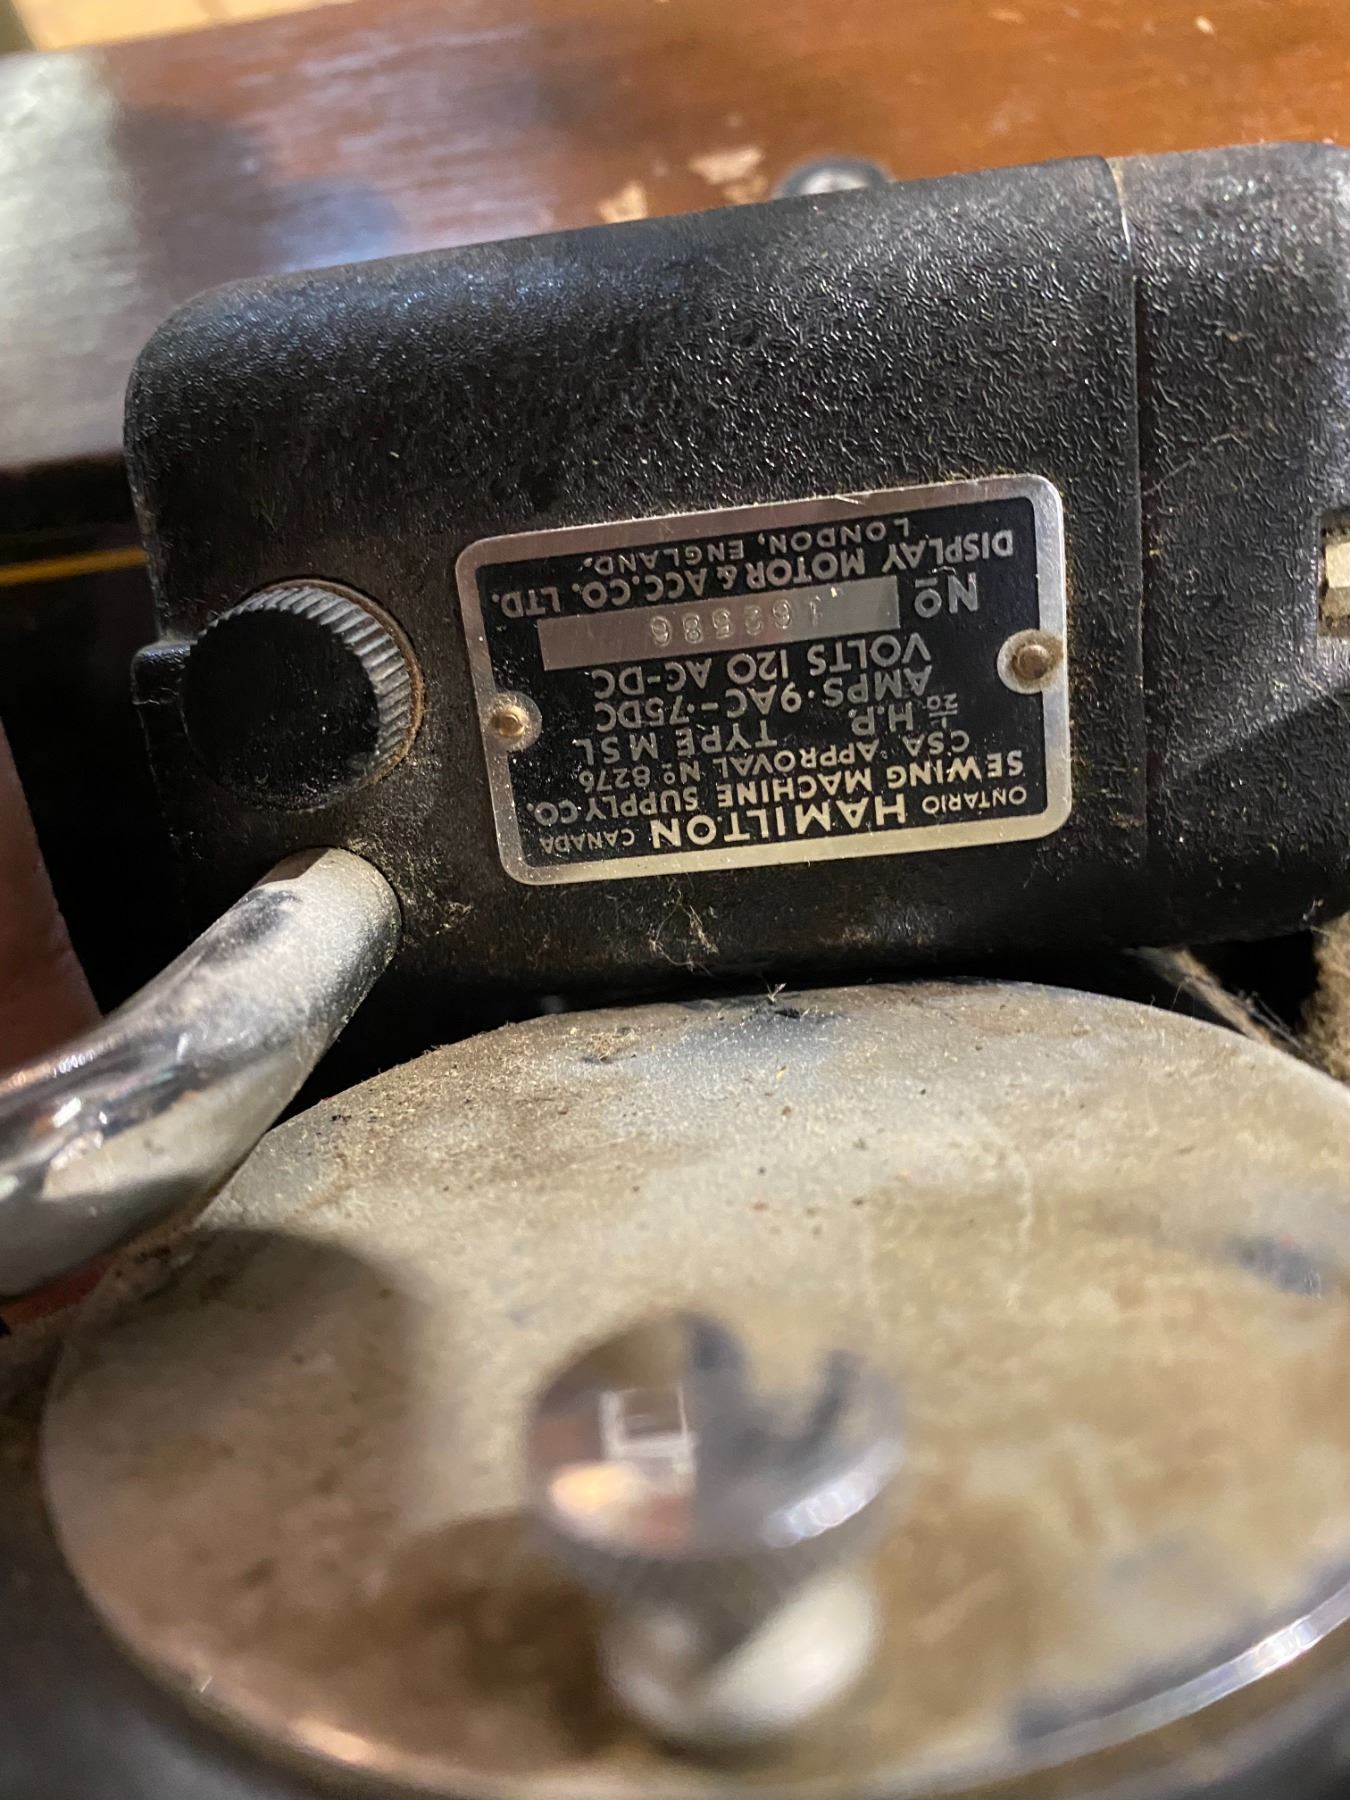 ONTARIO HAMILTON CANADA
SEWING MACHINE SUPPLY CO.
CSA APPROVAL Nº 8276
1/20 H.P. TYPE MSL
AMPS .9AC-.75DC
VOLTS 120 AC-DC
Nº 162586
DISPLAY MOTOR & ACC. CO. LTD.
LONDON, ENGLAND.